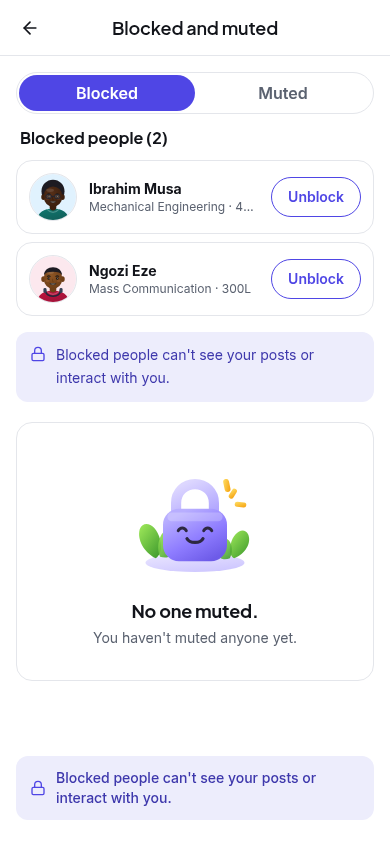 Blocked and muted
Blocked
Muted
Blocked people (2)
Ibrahim Musa
Mechanical Engineering · 4...
Unblock
Ngozi Eze
Mass Communication · 300L
Unblock
Blocked people can't see your posts or
interact with you.
No one muted.
You haven't muted anyone yet.
Blocked people can't see your posts or
interact with you.